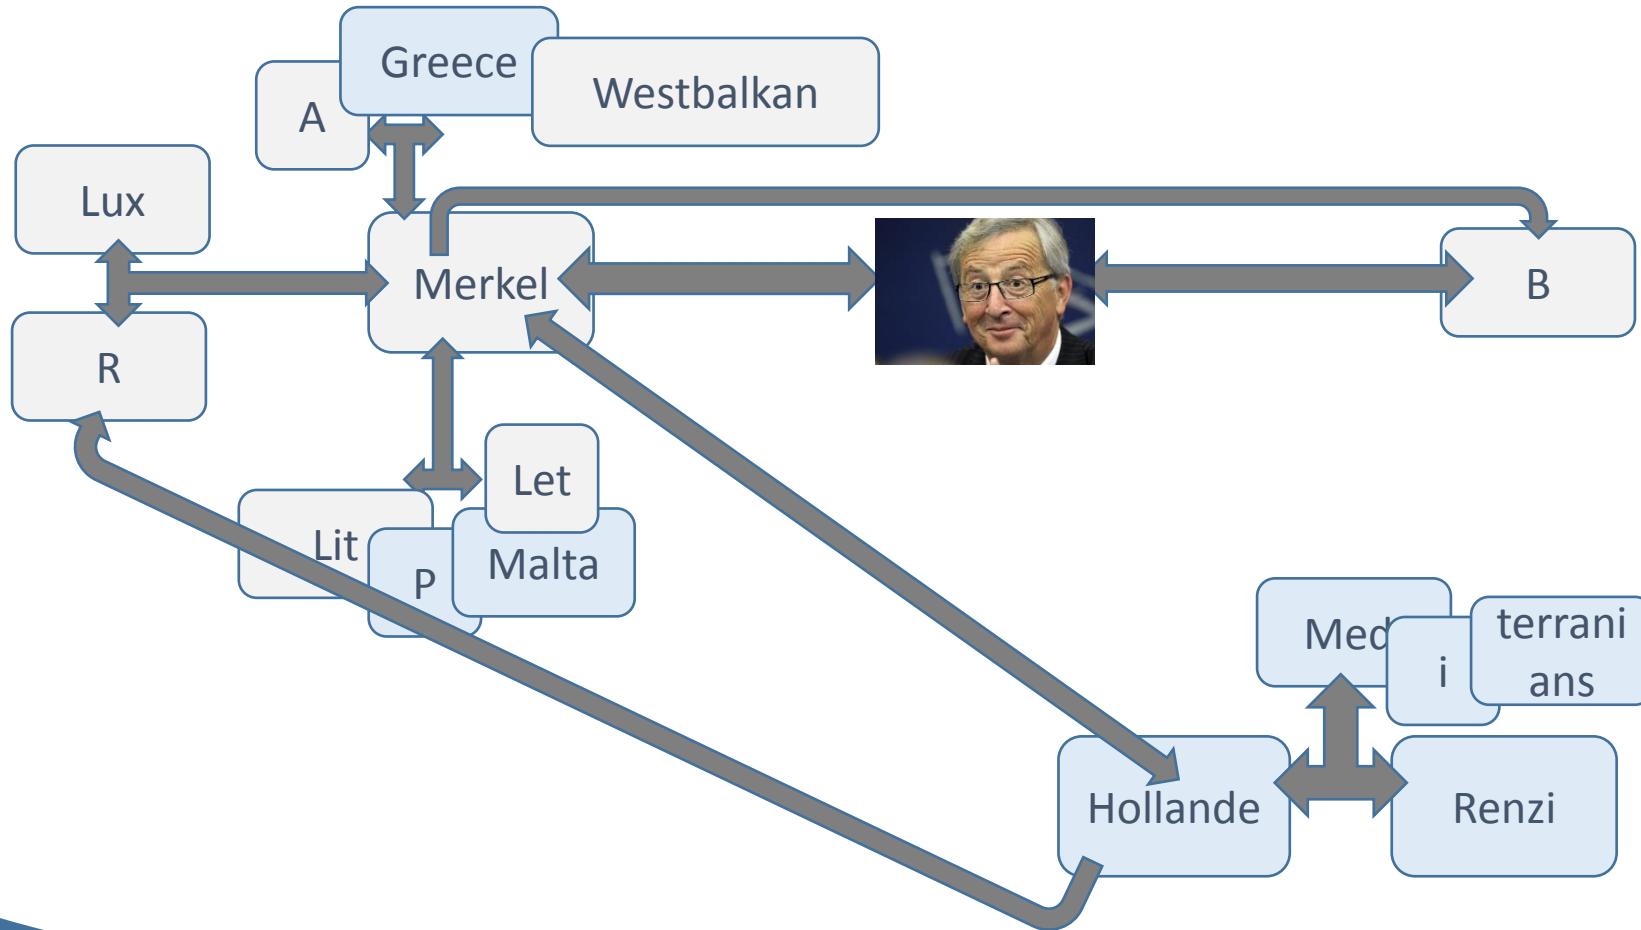 Greece
Westbalkan
A
Lux
Merkel
B
R
Let
Lit
P
Malta
Med
i
terrani
ans
Hollande
Renzi